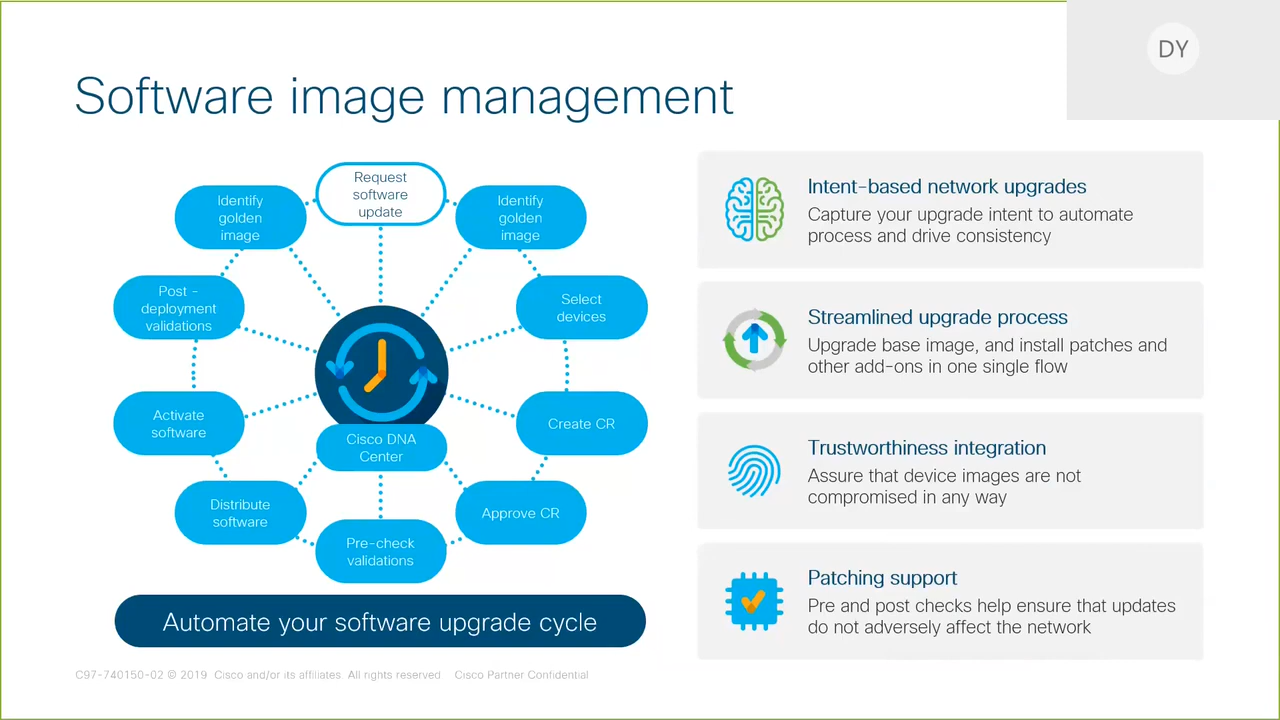 DY
Software image management
Request
software
update
Identify
golden
image
Select
devices
Create CR
Approve CR
Pre-check
validations
Distribute
software
Activate
software
Post -
deployment
validations
Identify
golden
image
Cisco DNA
Center
Automate your software upgrade cycle
Intent-based network upgrades
Capture your upgrade intent to automate
process and drive consistency
Streamlined upgrade process
Upgrade base image, and install patches and
other add-ons in one single flow
Trustworthiness integration
Assure that device images are not
compromised in any way
Patching support
Pre and post checks help ensure that updates
do not adversely affect the network
C97-740150-02 © 2019 Cisco and/or its affiliates. All rights reserved Cisco Partner Confidential